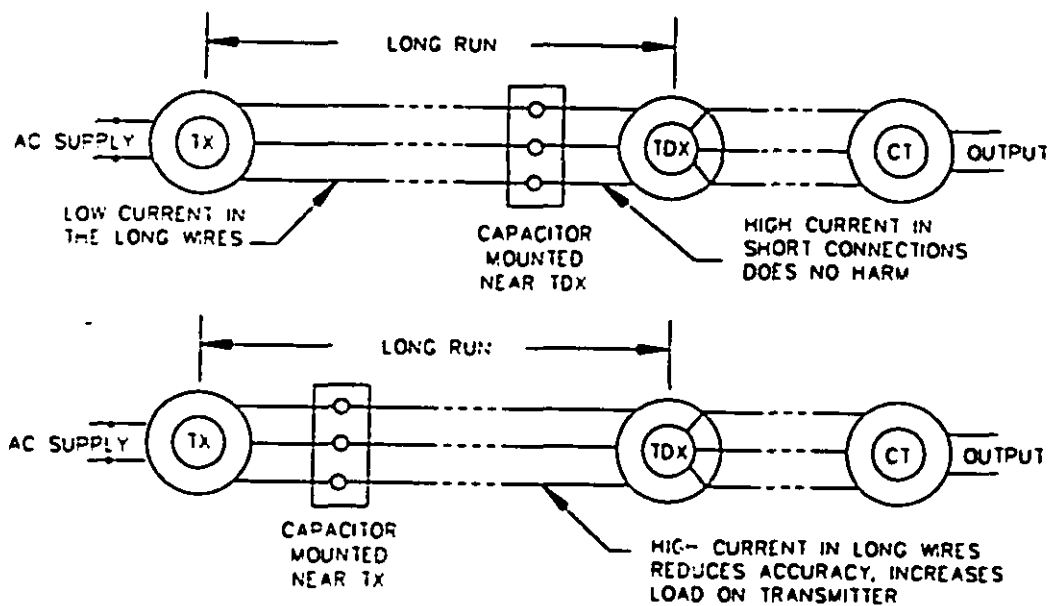 LONG RUN
AC SUPPLY
TX
TDX
CT
OUTPUT
LOW CURRENT IN
THE LONG WIRES
CAPACITOR
MOUNTED
NEAR TDX
HIGH CURRENT IN
SHORT CONNECTIONS
DOES NO HARM
LONG RUN
AC SUPPLY
TX
TDX
CT
OUTPUT
CAPACITOR
MOUNTED
NEAR TX
HIGH CURRENT IN LONG WIRES
REDUCES ACCURACY, INCREASES
LOAD ON TRANSMITTER